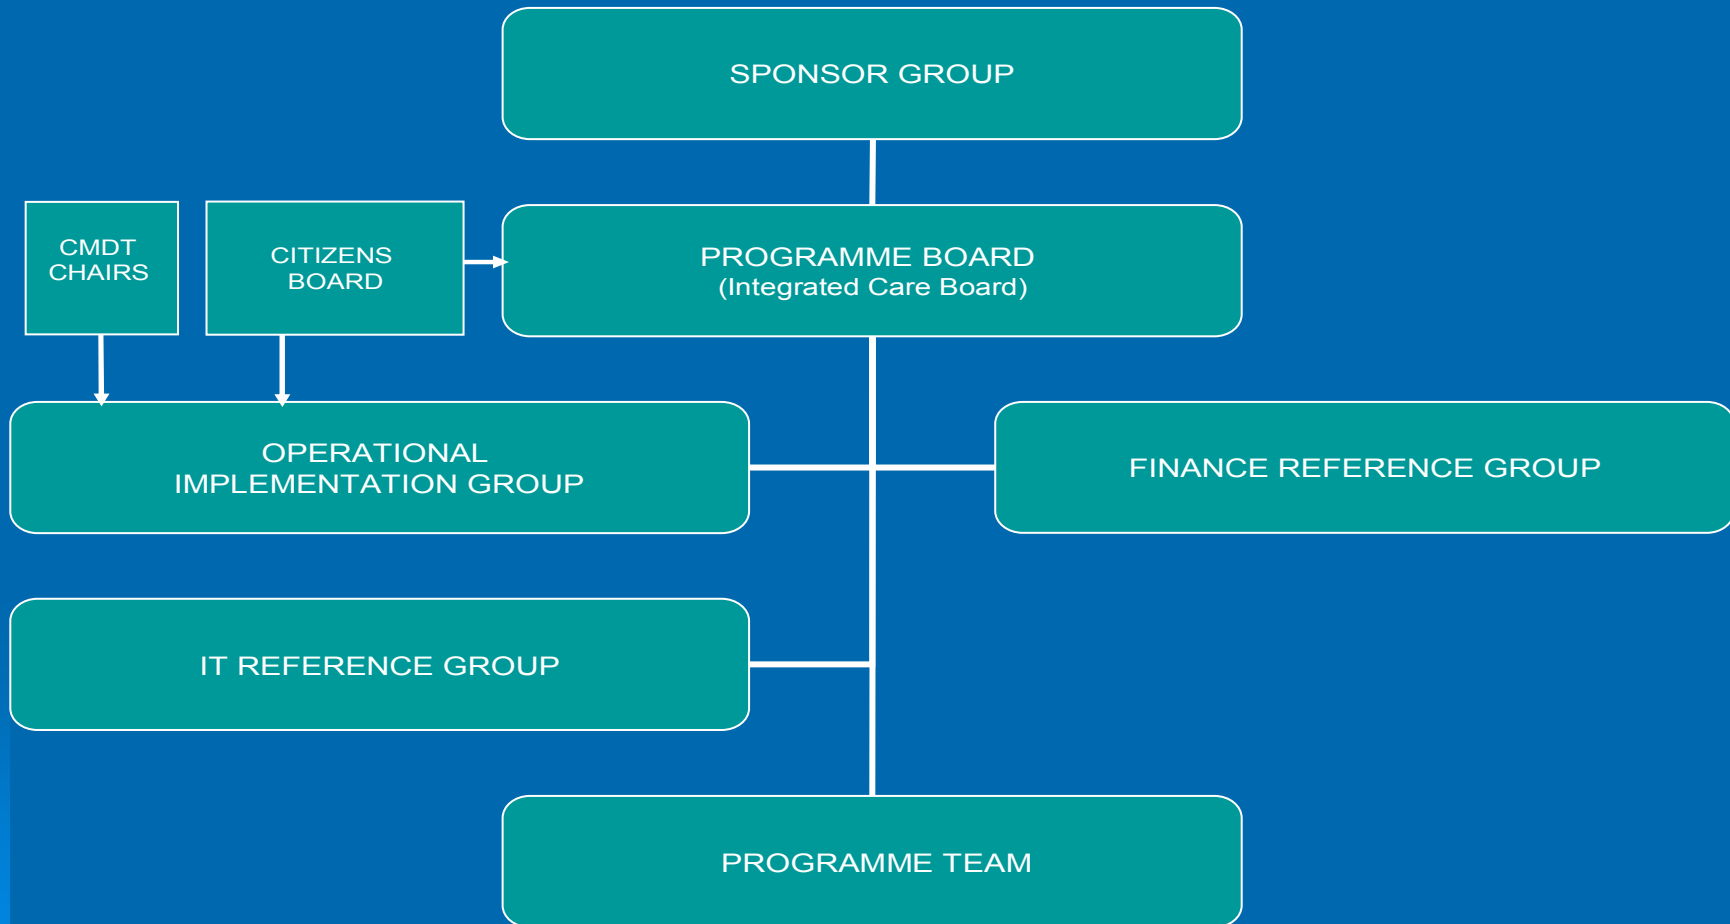 SPONSOR GROUP
CMDT
CHAIRS
CITIZENS
BOARD
PROGRAMME BOARD
(Integrated Care Board)
OPERATIONAL
IMPLEMENTATION GROUP
FINANCE REFERENCE GROUP
IT REFERENCE GROUP
PROGRAMME TEAM